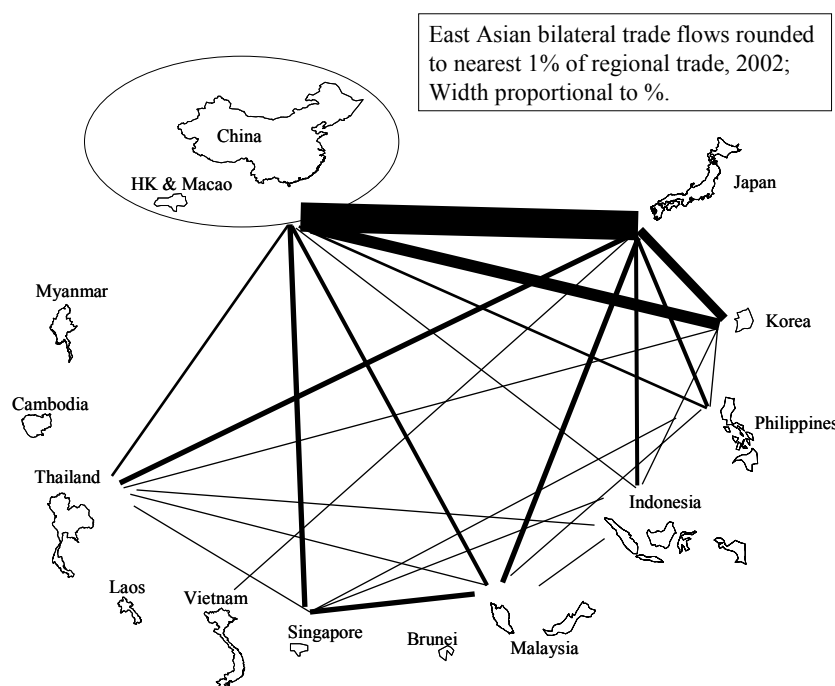 East Asian bilateral trade flows rounded
to nearest 1% of regional trade, 2002;
Width proportional to %.
China
HK & Macao
Japan
Myanmar
Korea
Cambodia
Philippines
Thailand
Indonesia
Laos
Vietnam
Singapore
Brunei
Malaysia